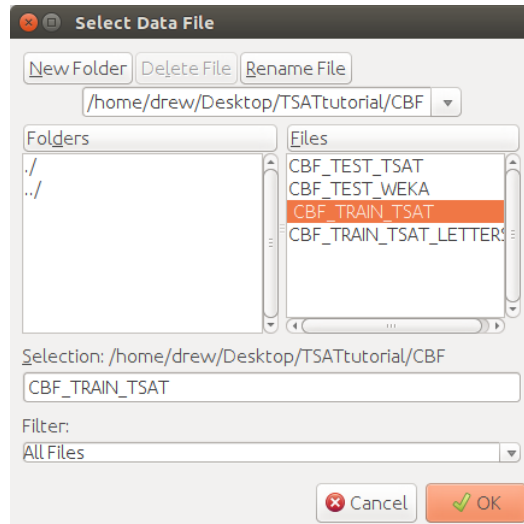 Select Data File
New Folder Delete File Rename File
/home/drew/Desktop/TSATtutorial/CBF
Folders
Files
./
../
CBF_TEST_TSAT
CBF_TEST_WEKA
CBF_TRAIN_TSAT
CBF_TRAIN_TSAT_LETTERS
Selection: /home/drew/Desktop/TSATtutorial/CBF
CBF_TRAIN_TSAT
Filter:
All Files
Cancel OK